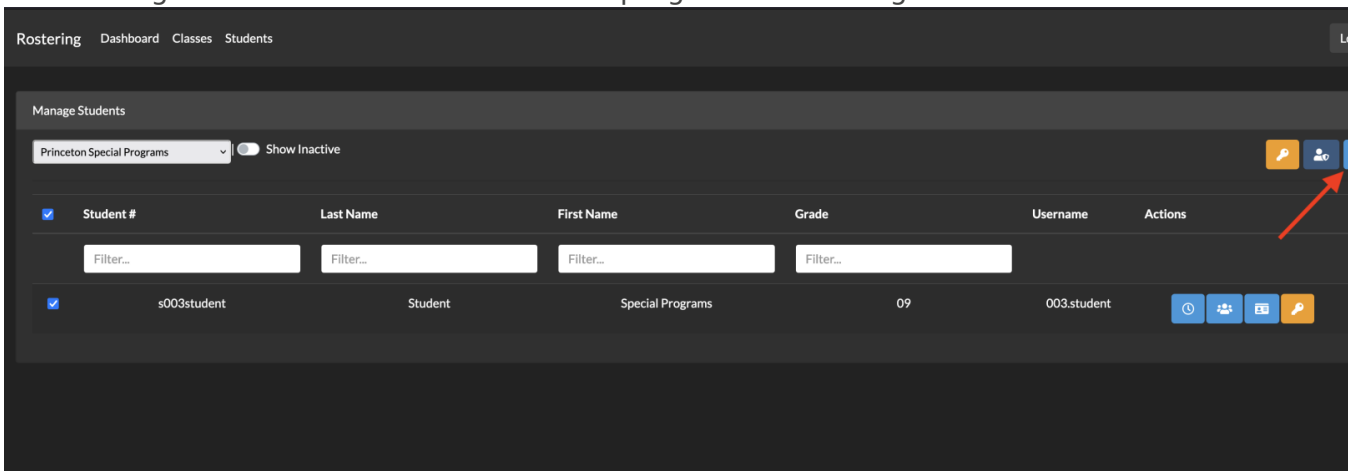 Rostering Dashboard Classes Students
Manage Students
Princeton Special Programs Show Inactive
Student # Last Name First Name Grade Username Actions
Filter... Filter... Filter... Filter...
s003student Student Special Programs 09 003.student